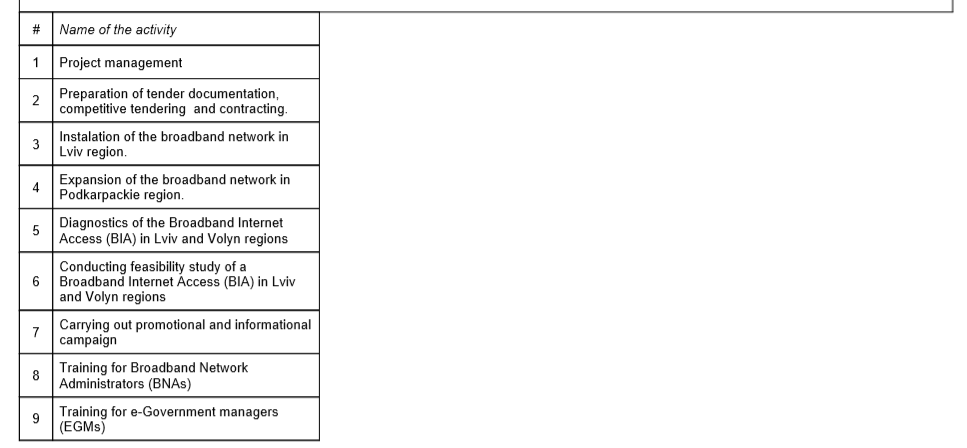 # Name of the activity
1 Project management
2 Preparation of tender documentation,
competitive tendering and contracting.
3 Instalation of the broadband network in
Lviv region.
4 Expansion of the broadband network in
Podkarpackie region.
5 Diagnostics of the Broadband Internet
Access (BIA) in Lviv and Volyn regions
6 Conducting feasibility study of a
Broadband Internet Access (BIA) in Lviv
and Volyn regions
7 Carrying out promotional and informational
campaign
8 Training for Broadband Network
Administrators (BNAs)
9 Training for e-Government managers
(EGMs)